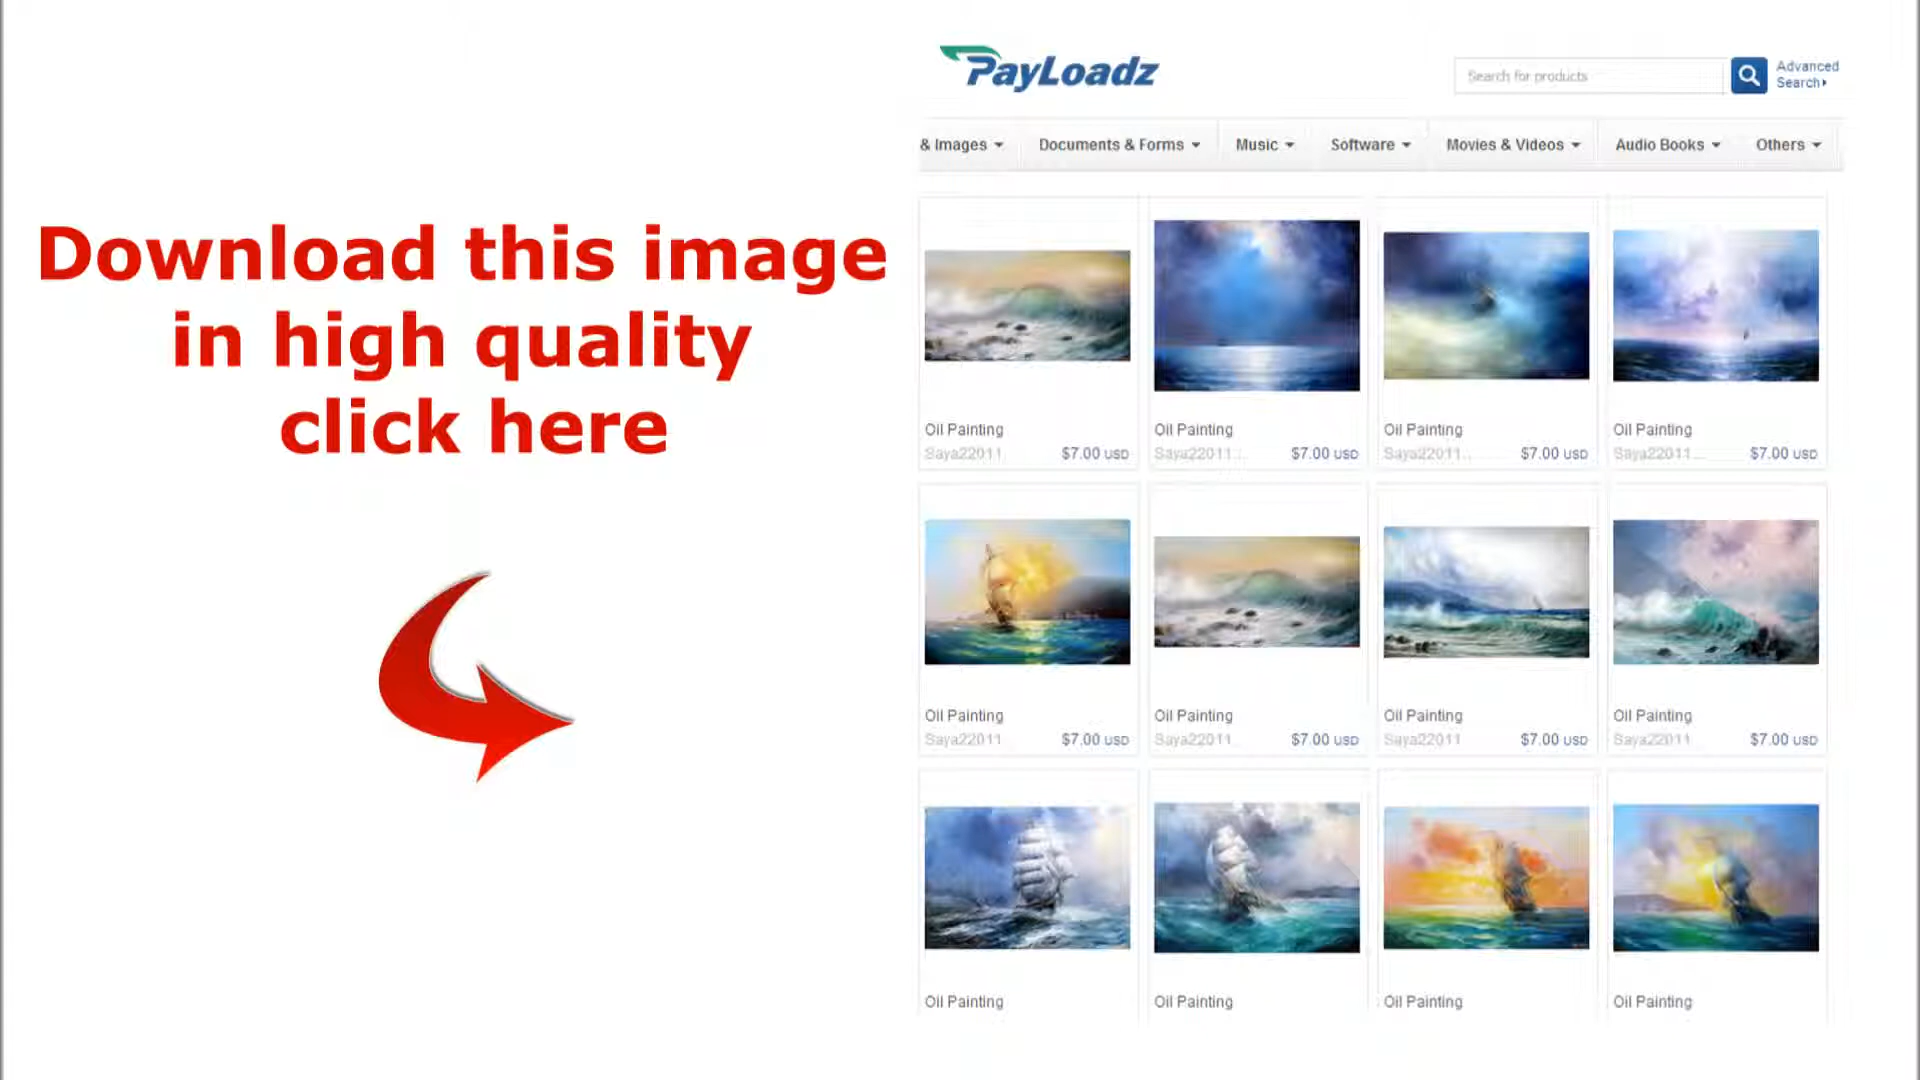 Download this image
in high quality
click here
PayLoadz
Search for products
Advanced
Search
& Images
Documents & Forms
Music
Software
Movies & Videos
Audio Books
Others
Oil Painting
Saya22011...
$7.00 USD
Oil Painting
Saya22011...
$7.00 USD
Oil Painting
Saya22011...
$7.00 USD
Oil Painting
Saya22011...
$7.00 USD
Oil Painting
Saya22011
$7.00 USD
Oil Painting
Saya22011
$7.00 USD
Oil Painting
Saya22011
$7.00 USD
Oil Painting
Saya22011
$7.00 USD
Oil Painting
Oil Painting
Oil Painting
Oil Painting